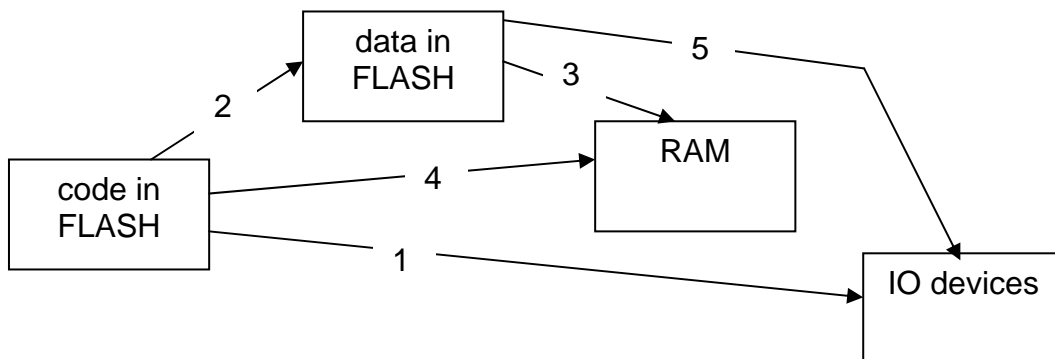 data in
FLASH
5
3
2
RAM
code in
FLASH
4
1
IO devices